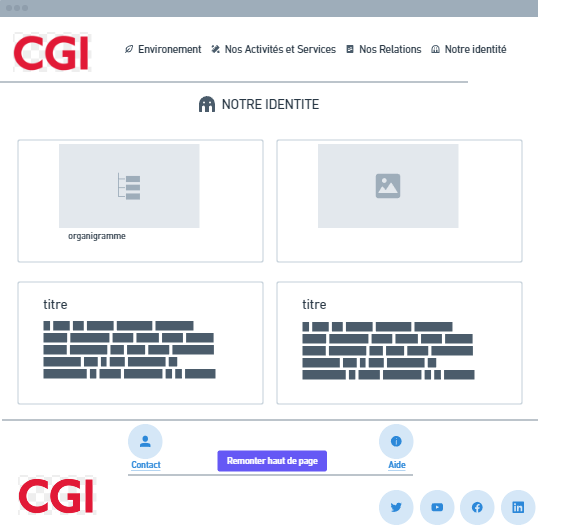 CGI
Environement
Nos Activités et Services
Nos Relations
Notre identité
NOTRE IDENTITE
organigramme
titre
titre
Contact
Remonter haut de page
Aide
CGI